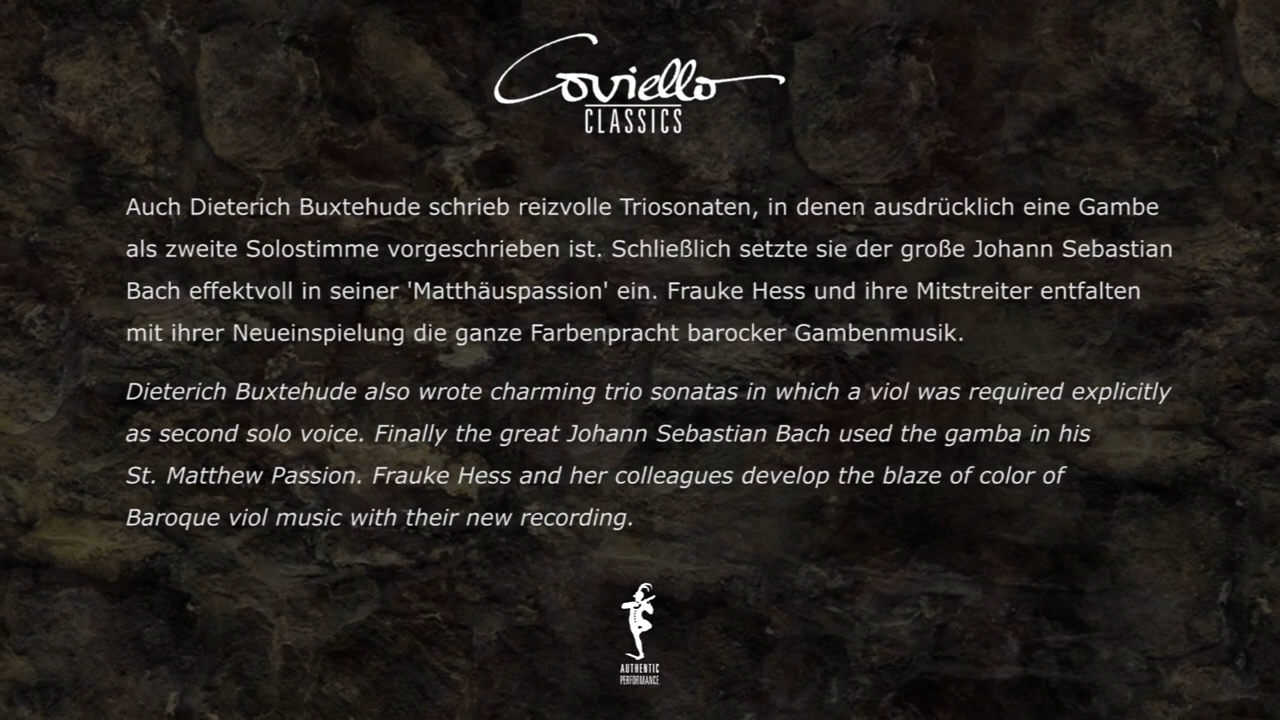 Coviello
CLASSICS
Auch Dieterich Buxtehude schrieb reizvolle Triosonaten, in denen ausdrücklich eine Gambe
als zweite Solostimme vorgeschrieben ist. Schließlich setzte sie der große Johann Sebastian
Bach effektvoll in seiner 'Matthäuspassion' ein. Frauke Hess und ihre Mitstreiter entfalten
mit ihrer Neueinspielung die ganze Farbenpracht barocker Gambenmusik.
Dieterich Buxtehude also wrote charming trio sonatas in which a viol was required explicitly
as second solo voice. Finally the great Johann Sebastian Bach used the gamba in his
St. Matthew Passion. Frauke Hess and her colleagues develop the blaze of color of
Baroque viol music with their new recording.
AUTHENTIC
PERFORMANCE